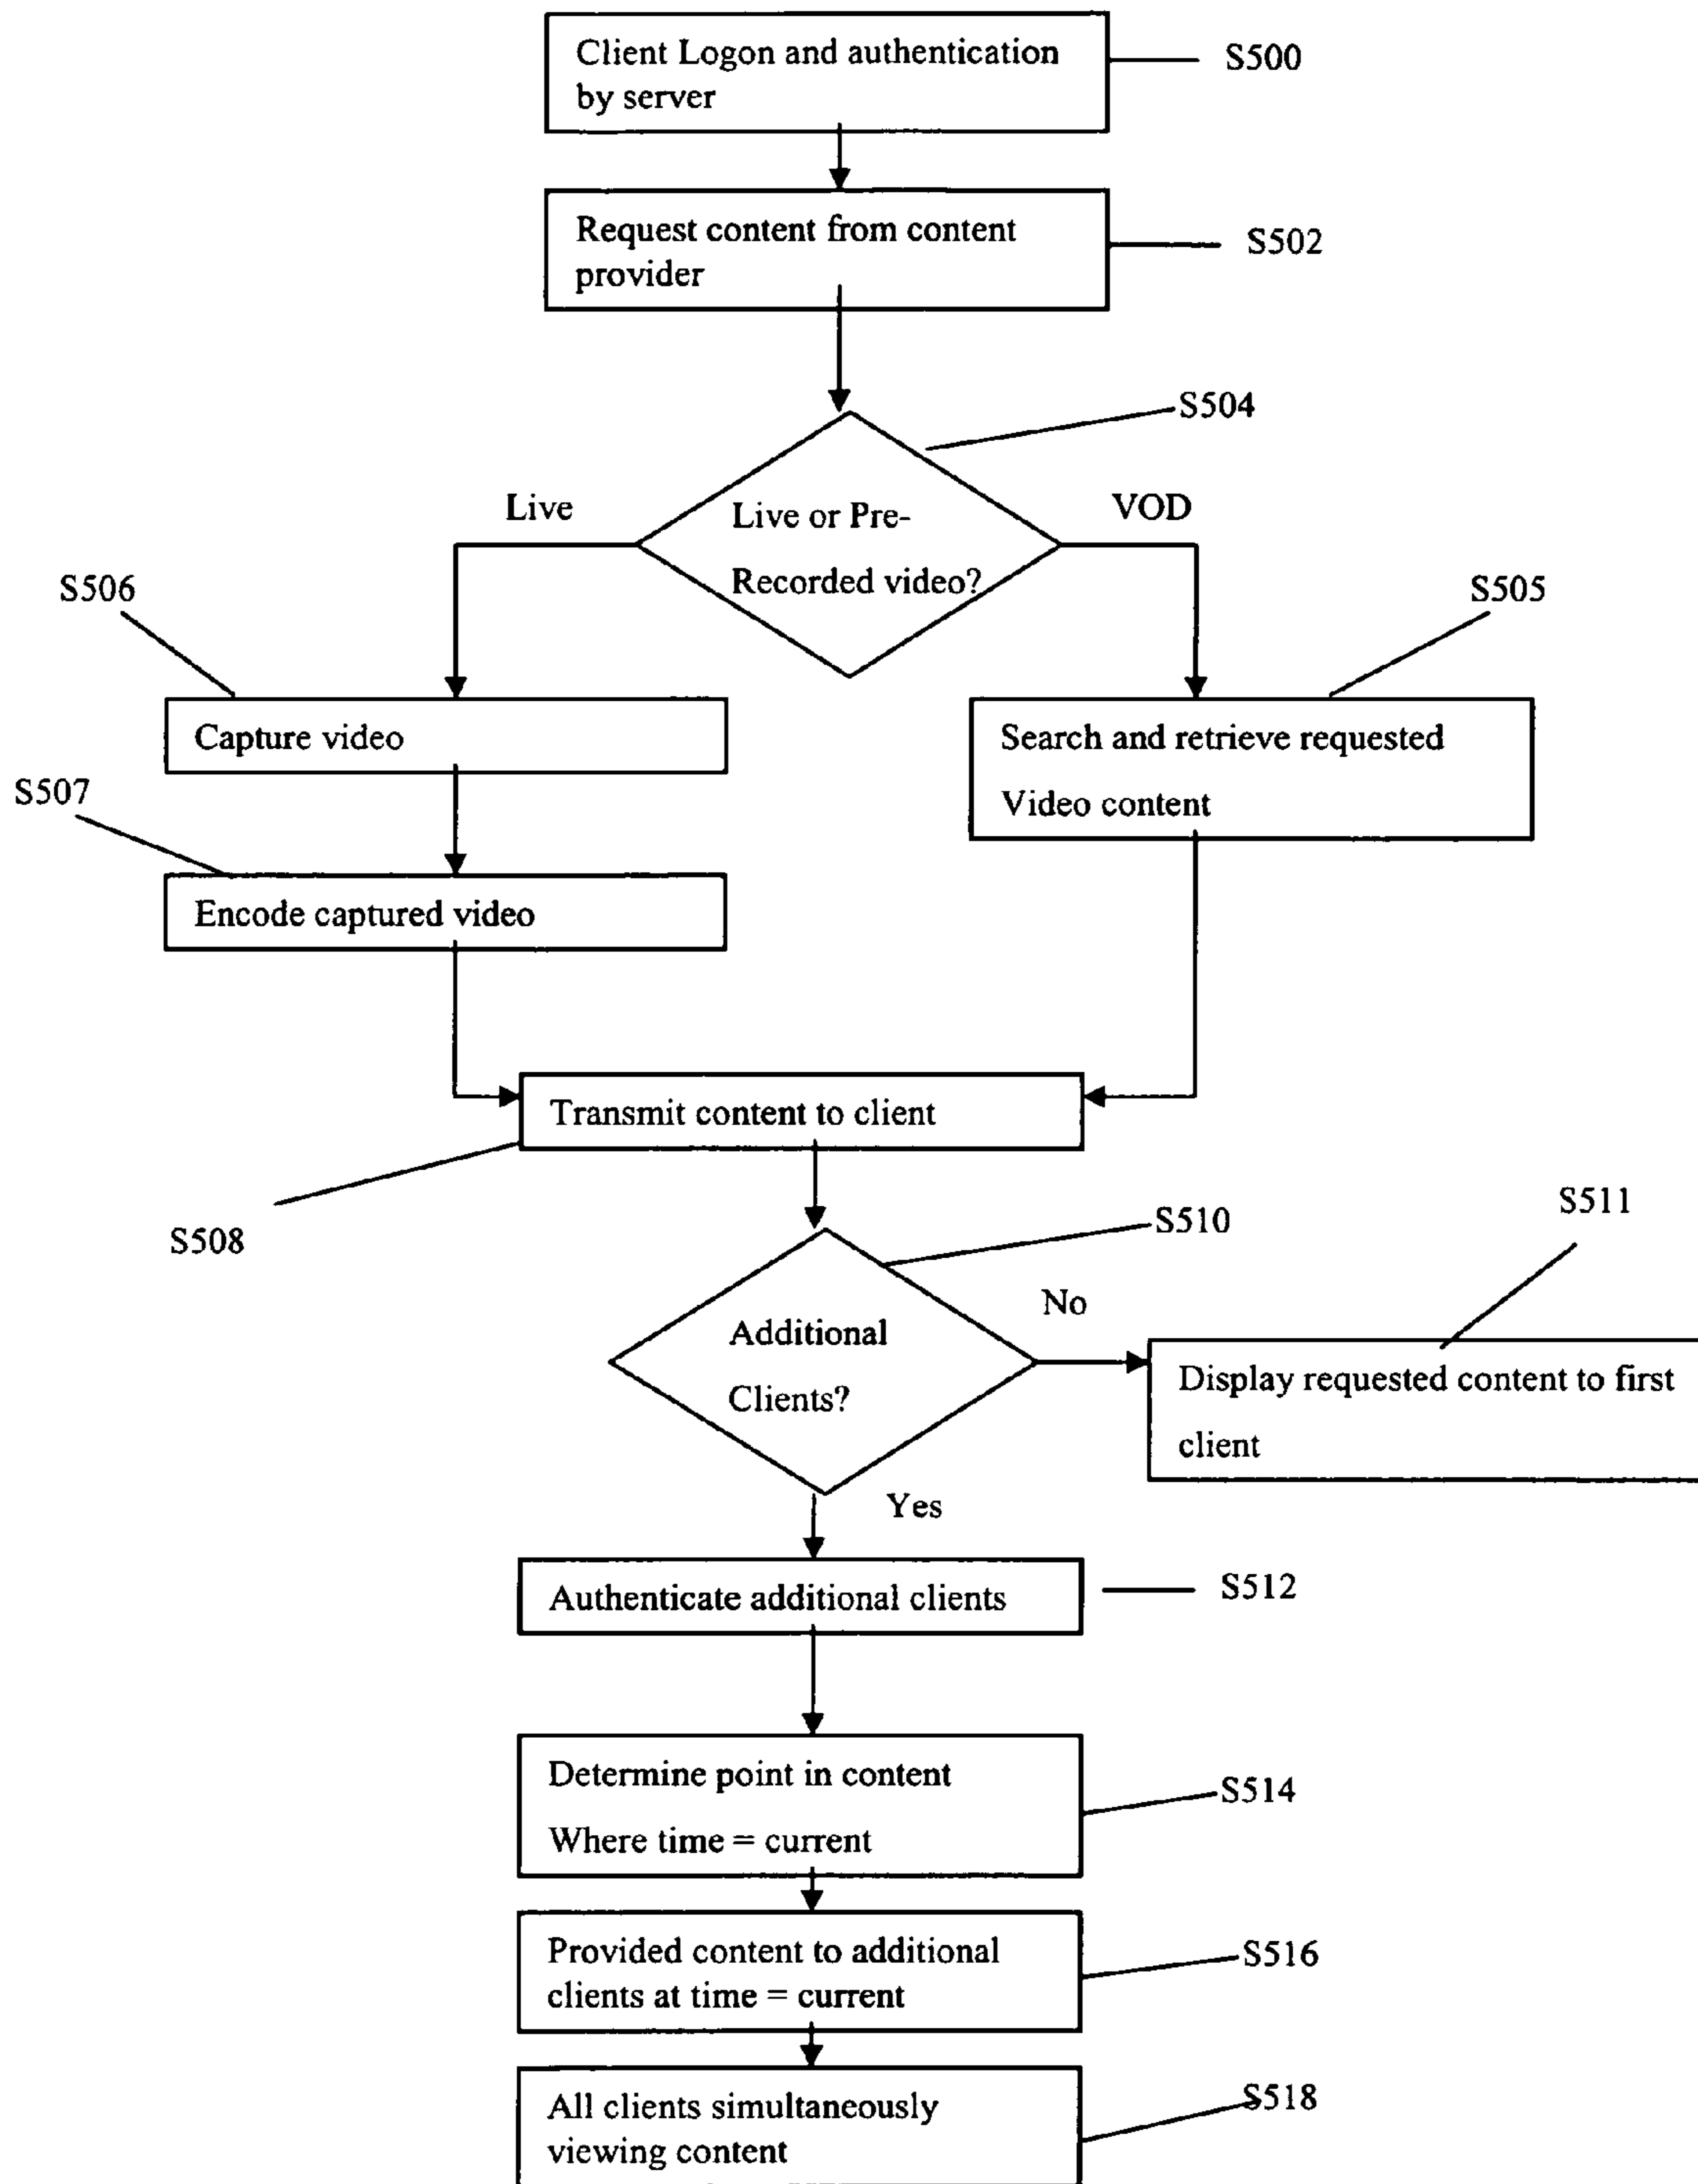 Client Logon and authentication
by server
S500
Request content from content
provider
S502
S504
Live
Live or Pre-
Recorded video?
VOD
S506
S505
Capture video
Search and retrieve requested
Video content
S507
Encode captured video
Transmit content to client
S508
S510
S511
Additional
Clients?
No
Display requested content to first
client
Yes
Authenticate additional clients
S512
Determine point in content
Where time = current
S514
Provided content to additional
clients at time = current
S516
All clients simultaneously
viewing content
S518